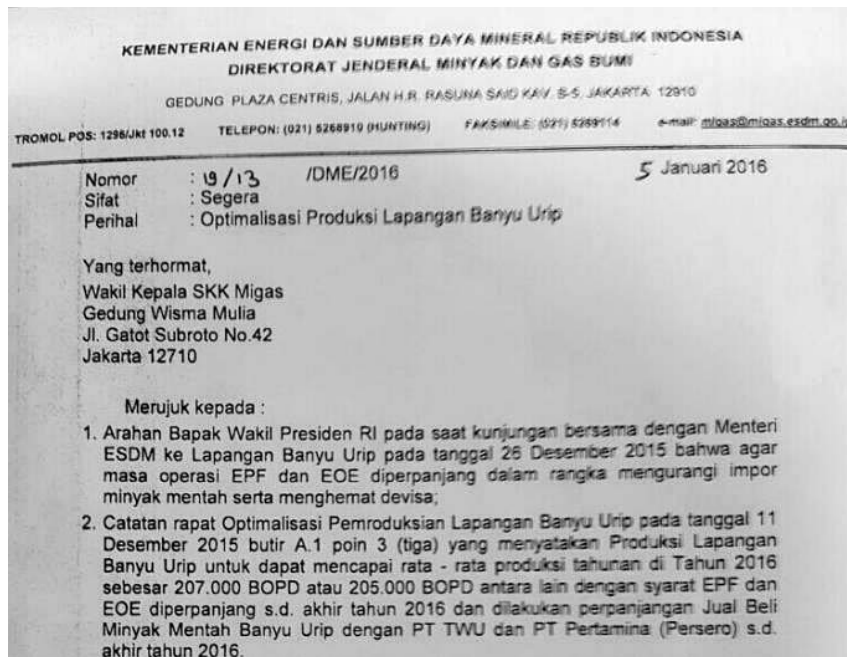 KEMENTERIAN ENERGI DAN SUMBER DAYA MINERAL REPUBLIK INDONESIA
DIREKTORAT JENDERAL MINYAK DAN GAS BUMI
GEDUNG PLAZA CENTRIS, JALAN H.R. RASUNA SAID KAV. B-5, JAKARTA 12910
TROMOL POS: 1296/Jkt 100.12 TELEPON: (021) 5268910 (HUNTING) FAKSIMILE: (021) 5269114 e-mail: migas@migas.esdm.go.i
Nomor : 19/13 /DME/2016 5 Januari 2016
Sifat : Segera
Perihal : Optimalisasi Produksi Lapangan Banyu Urip
Yang terhormat,
Wakil Kepala SKK Migas
Gedung Wisma Mulia
Jl. Gatot Subroto No.42
Jakarta 12710
Merujuk kepada :
1. Arahan Bapak Wakil Presiden RI pada saat kunjungan bersama dengan Menteri
ESDM ke Lapangan Banyu Urip pada tanggal 26 Desember 2015 bahwa agar
masa operasi EPF dan EOE diperpanjang dalam rangka mengurangi impor
minyak mentah serta menghemat devisa;
2. Catatan rapat Optimalisasi Pemroduksian Lapangan Banyu Urip pada tanggal 11
Desember 2015 butir A.1 poin 3 (tiga) yang menyatakan Produksi Lapangan
Banyu Urip untuk dapat mencapai rata - rata produksi tahunan di Tahun 2016
sebesar 207.000 BOPD atau 205.000 BOPD antara lain dengan syarat EPF dan
EOE diperpanjang s.d. akhir tahun 2016 dan dilakukan perpanjangan Jual Beli
Minyak Mentah Banyu Urip dengan PT TWU dan PT Pertamina (Persero) s.d.
akhir tahun 2016.